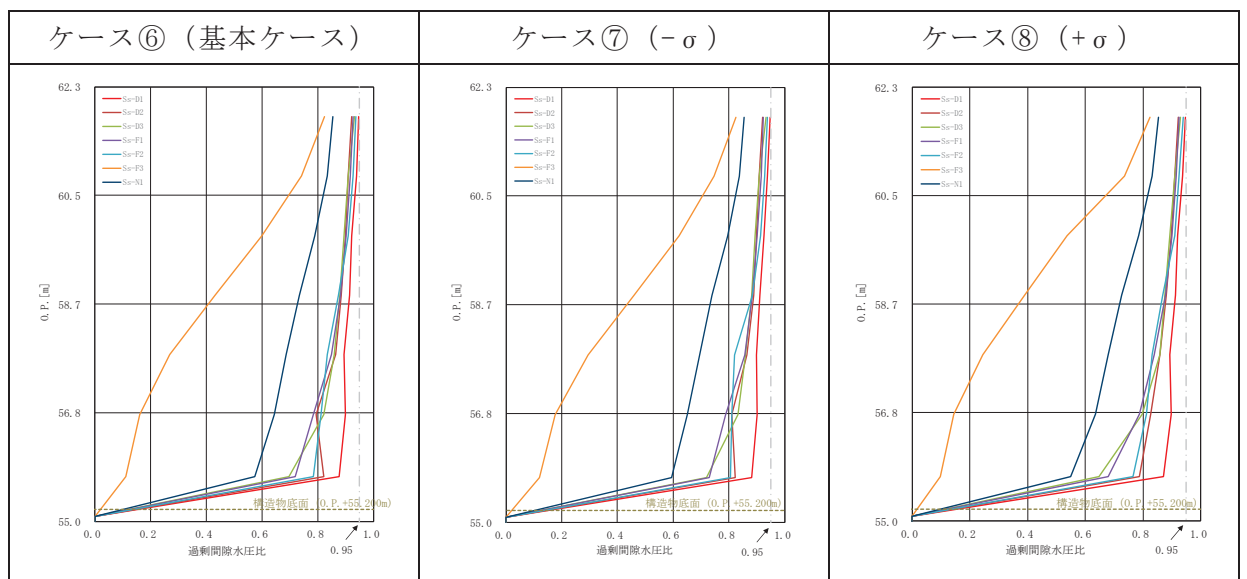 ケース⑥（基本ケース）
ケース⑦（-σ）
ケース⑧（+σ）
62.3
60.5
58.7
56.8
55.0
O.P.[m]
Ss-D1
Ss-D2
Ss-D3
Ss-F1
Ss-F2
Ss-F3
Ss-N1
構造物底面（O.P.+55.200m）
0.0
0.2
0.4
0.6
0.8
1.0
過剰間隙水圧比
0.95
62.3
60.5
58.7
56.8
55.0
O.P.[m]
Ss-D1
Ss-D2
Ss-D3
Ss-F1
Ss-F2
Ss-F3
Ss-N1
構造物底面（O.P.+55.200m）
0.0
0.2
0.4
0.6
0.8
1.0
過剰間隙水圧比
0.95
62.3
60.5
58.7
56.8
55.0
O.P.[m]
Ss-D1
Ss-D2
Ss-D3
Ss-F1
Ss-F2
Ss-F3
Ss-N1
構造物底面（O.P.+55.200m）
0.0
0.2
0.4
0.6
0.8
1.0
過剰間隙水圧比
0.95